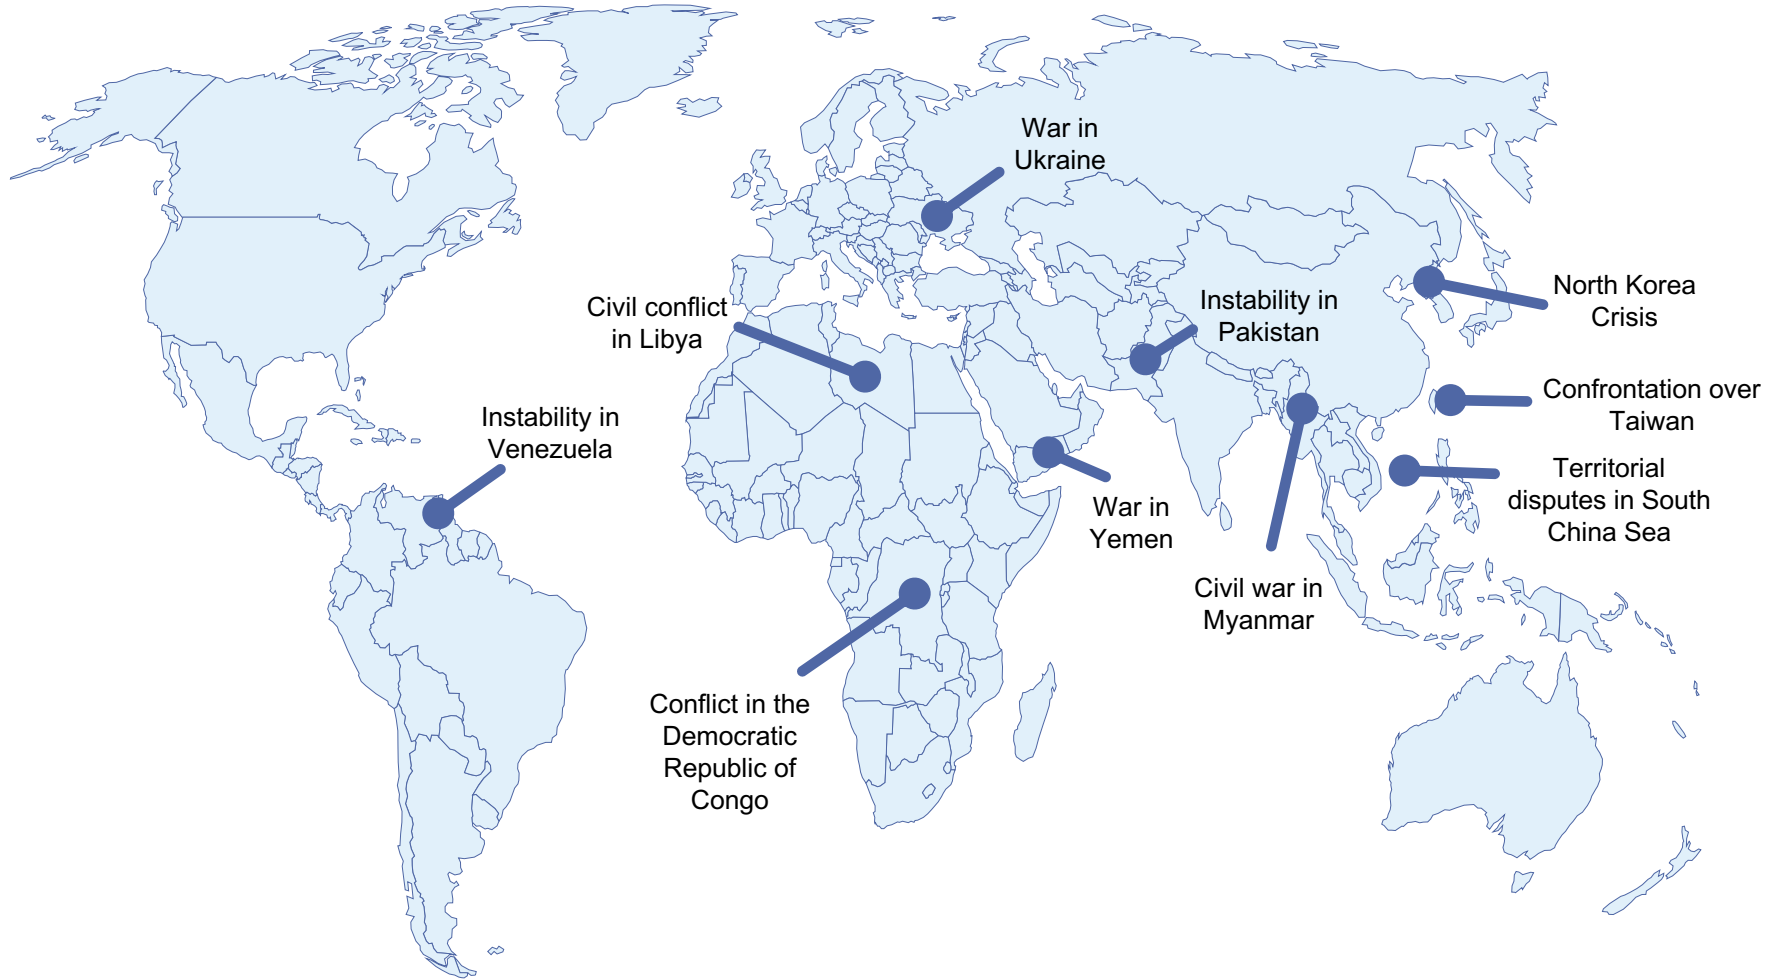 War in
Ukraine
North Korea
Crisis
Instability in
Pakistan
Civil conflict
in Libya
Confrontation over
Taiwan
Instability in
Venezuela
Territorial
disputes in South
China Sea
War in
Yemen
Civil war in
Myanmar
Conflict in the
Democratic
Republic of
Congo